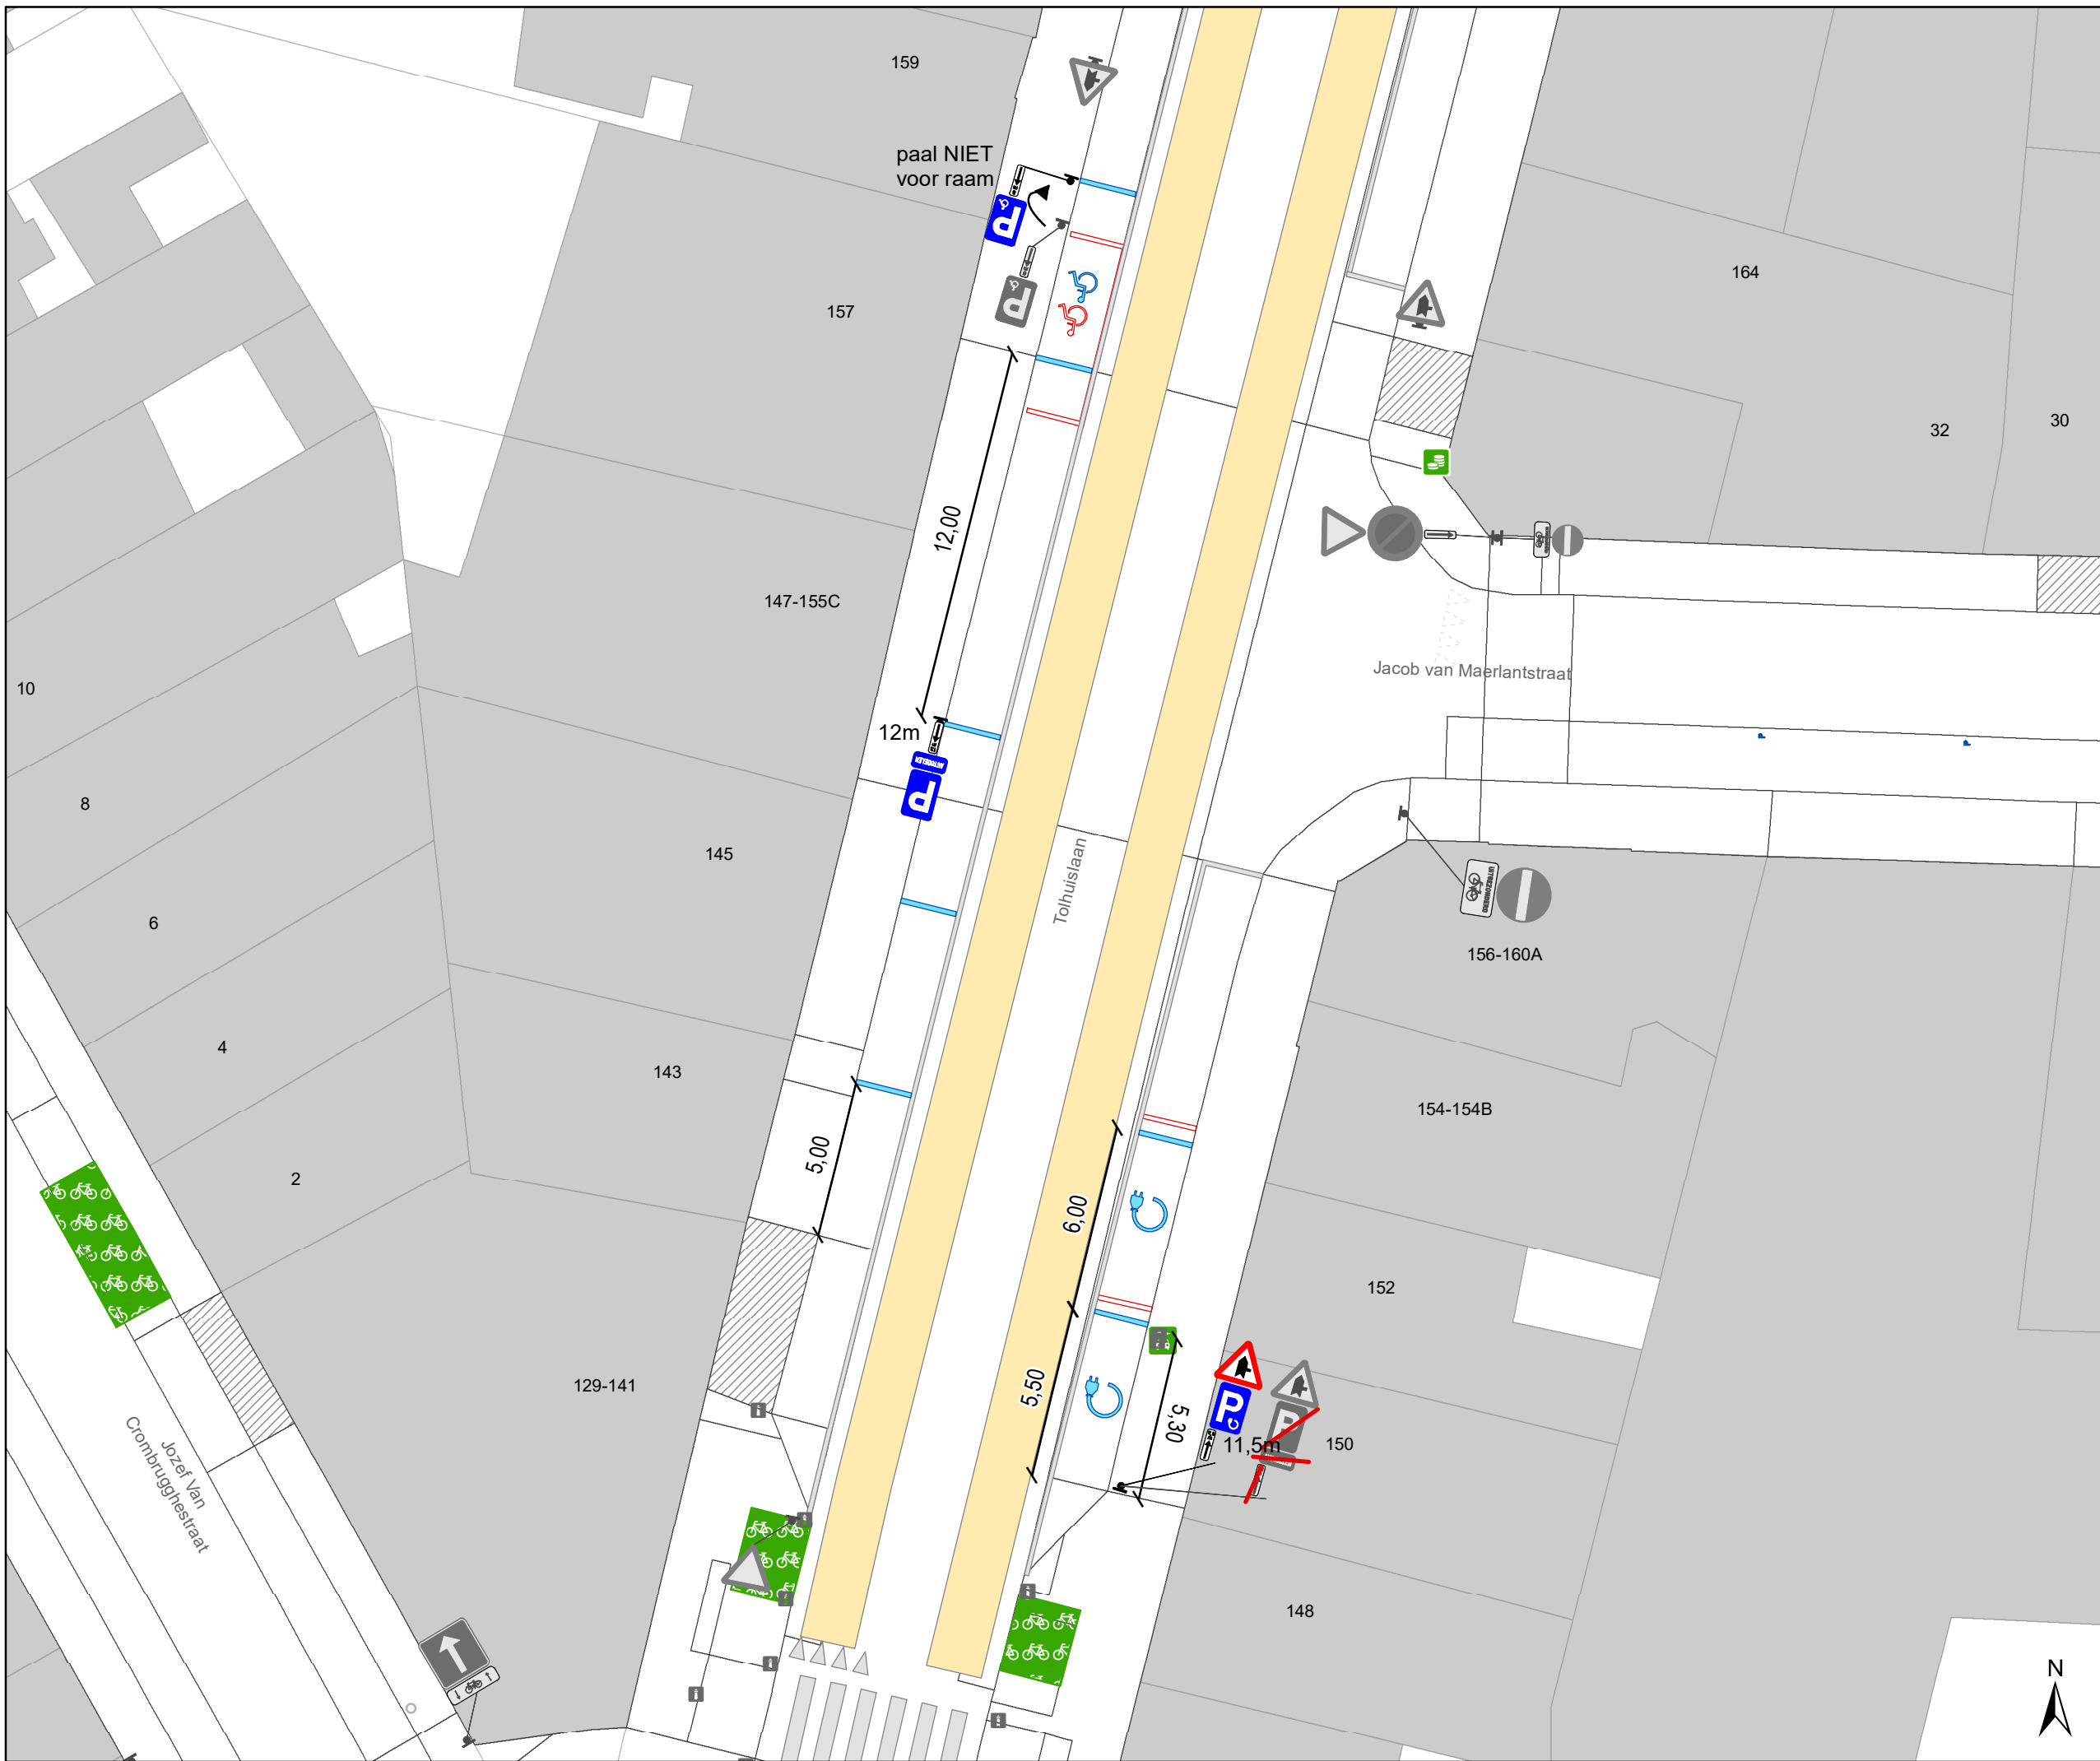 159
paal NIET
voor raam
P
P
157
164
32
30
12,00
147-155C
Jacob van Maerlantstraat
10
12m
AUTODELEN
P
8
145
Tolhuislaan
UITGEZONDERD
6
156-160A
4
143
154-154B
5,00
2
6,00
152
129-141
5,50
5,30
P
P
11,5m
150
Jozef Van
Crombrugghestraat
148
N